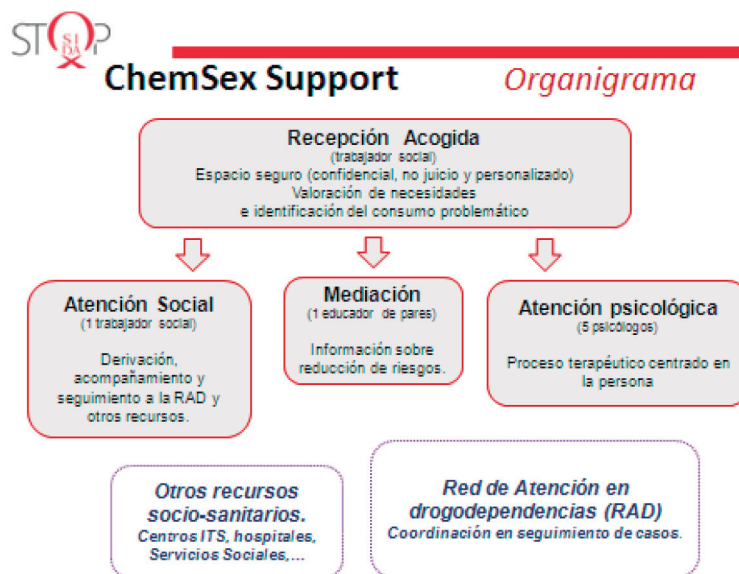 STOP
SIDA
ChemSex Support
Organigrama
Recepción Acogida
(trabajador social)
Espacio seguro (confidencial, no juicio y personalizado)
Valoración de necesidades
e identificación del consumo problemático
Atención Social
(1 trabajador social)
Derivación,
acompañamiento y
seguimiento a la RAD y
otros recursos.
Mediación
(1 educador de pares)
Información sobre
reducción de riesgos.
Atención psicológica
(5 psicólogos)
Proceso terapéutico centrado en
la persona
Otros recursos
socio-sanitarios.
Centros ITS, hospitales,
Servicios Sociales,...
Red de Atención en
drogodependencias (RAD)
Coordinación en seguimiento de casos.